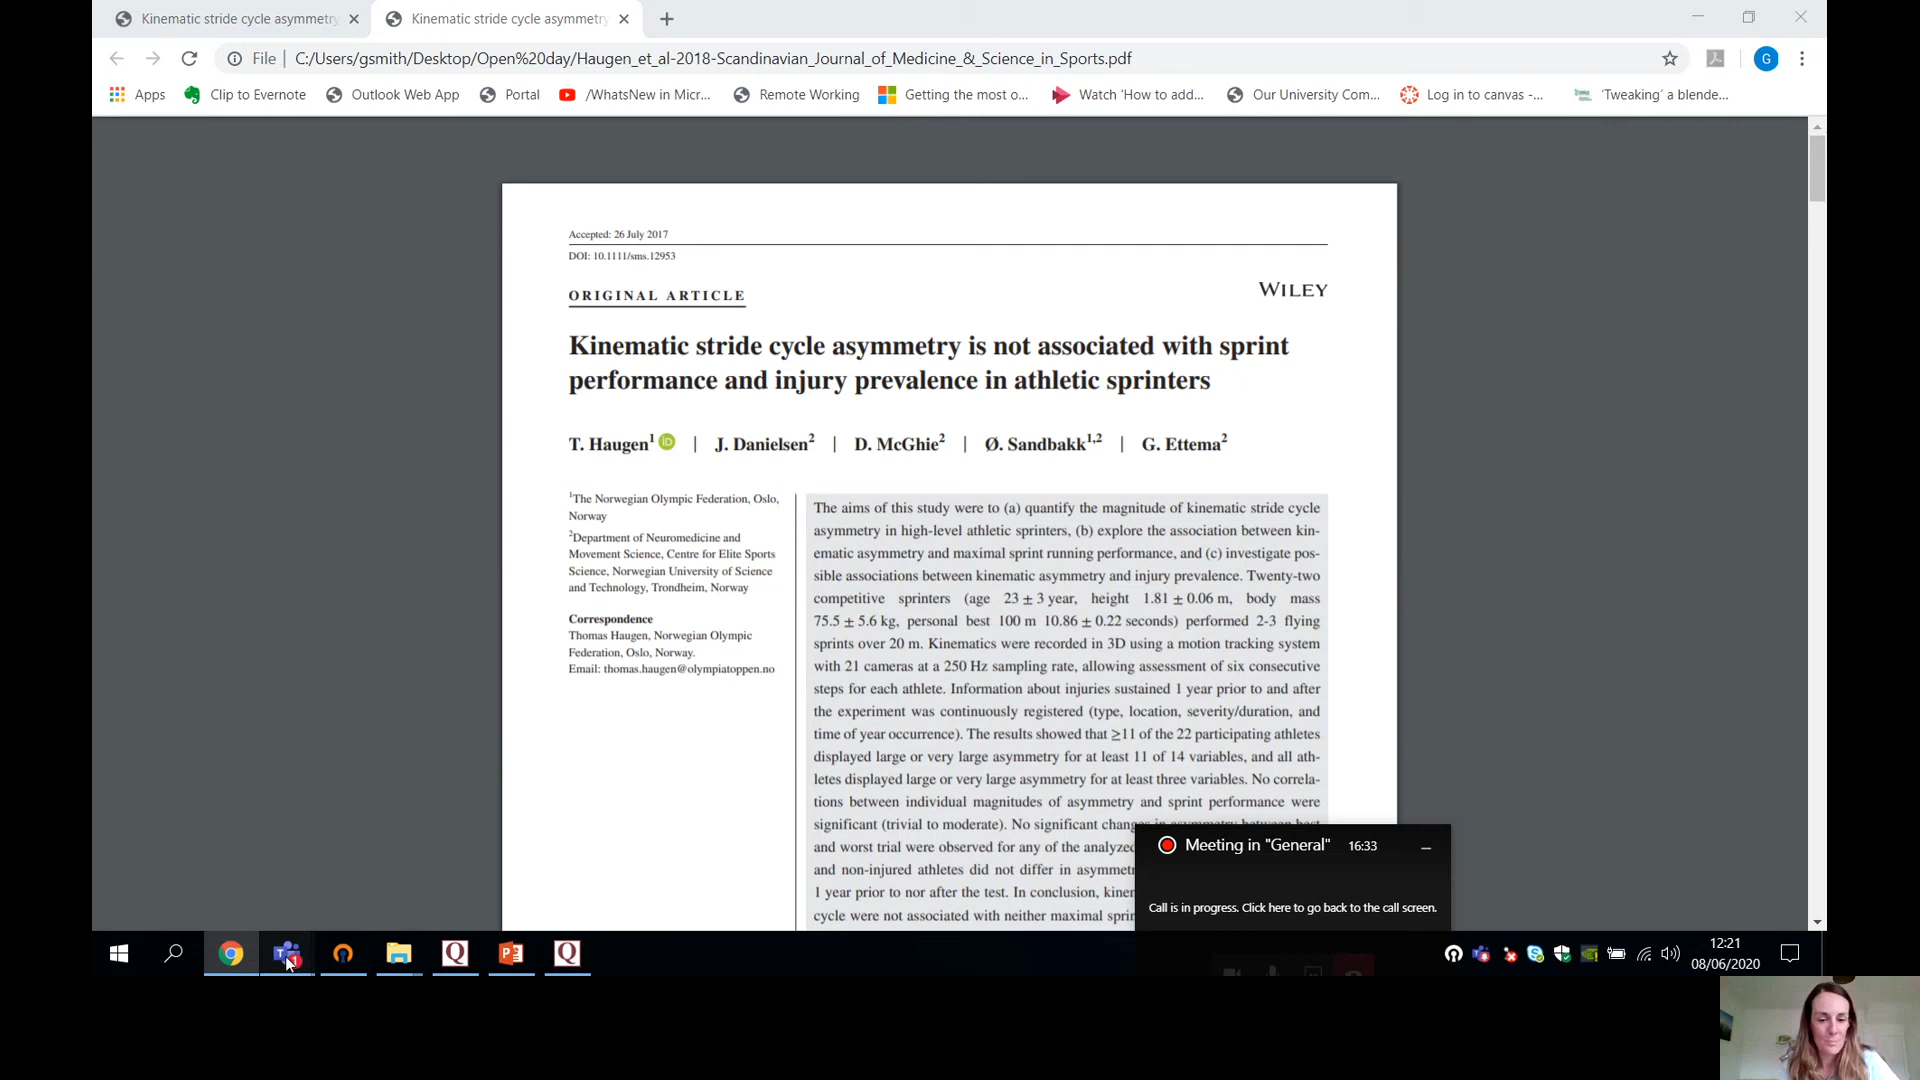 Kinematic stride cycle asymmetry
Kinematic stride cycle asymmetry
File
C:/Users/gsmith/Desktop/Open%20day/Haugen_et_al-2018-Scandinavian_Journal_of_Medicine_&_Science_in_Sports.pdf
G
Apps
Clip to Evernote
Outlook Web App
Portal
/WhatsNew in Micr...
Remote Working
Getting the most o...
Watch 'How to add...
Our University Com...
Log in to canvas -...
'Tweaking' a blende...
Accepted: 26 July 2017
DOI: 10.1111/sms.12953
ORIGINAL ARTICLE
WILEY
Kinematic stride cycle asymmetry is not associated with sprint
performance and injury prevalence in athletic sprinters
T. Haugen1 iD | J. Danielsen2 | D. McGhie2 | Ø. Sandbakk1,2 | G. Ettema2
1The Norwegian Olympic Federation, Oslo,
Norway
2Department of Neuromedicine and
Movement Science, Centre for Elite Sports
Science, Norwegian University of Science
and Technology, Trondheim, Norway
Correspondence
Thomas Haugen, Norwegian Olympic
Federation, Oslo, Norway.
Email: thomas.haugen@olympiatoppen.no
The aims of this study were to (a) quantify the magnitude of kinematic stride cycle
asymmetry in high-level athletic sprinters, (b) explore the association between kin-
ematic asymmetry and maximal sprint running performance, and (c) investigate pos-
sible associations between kinematic asymmetry and injury prevalence. Twenty-two
competitive sprinters (age 23 ± 3 year, height 1.81 ± 0.06 m, body mass
75.5 ± 5.6 kg, personal best 100 m 10.86 ± 0.22 seconds) performed 2-3 flying
sprints over 20 m. Kinematics were recorded in 3D using a motion tracking system
with 21 cameras at a 250 Hz sampling rate, allowing assessment of six consecutive
steps for each athlete. Information about injuries sustained 1 year prior to and after
the experiment was continuously registered (type, location, severity/duration, and
time of year occurrence). The results showed that ≥11 of the 22 participating athletes
displayed large or very large asymmetry for at least 11 of 14 variables, and all ath-
letes displayed large or very large asymmetry for at least three variables. No correla-
tions between individual magnitudes of asymmetry and sprint performance were
significant (trivial to moderate). No significant changes in asymmetry between best
and worst trial were observed for any of the analyzed
and non-injured athletes did not differ in asymmet
1 year prior to nor after the test. In conclusion, kine
cycle were not associated with neither maximal sprin
Meeting in "General" 16:33
Call is in progress. Click here to go back to the call screen.
12:21
08/06/2020